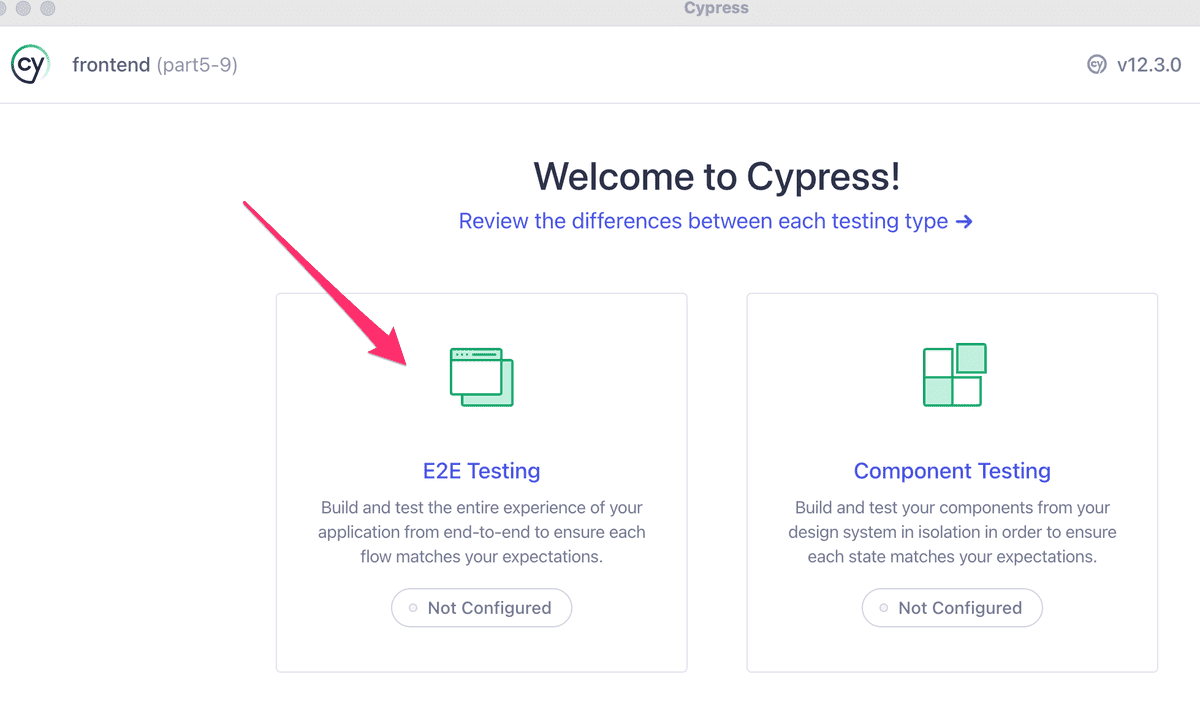 Cypress
cy frontend (part5-9)
cy v12.3.0
Welcome to Cypress!
Review the differences between each testing type →
E2E Testing
Build and test the entire experience of your
application from end-to-end to ensure each
flow matches your expectations.
Not Configured
Component Testing
Build and test your components from your
design system in isolation in order to ensure
each state matches your expectations.
Not Configured